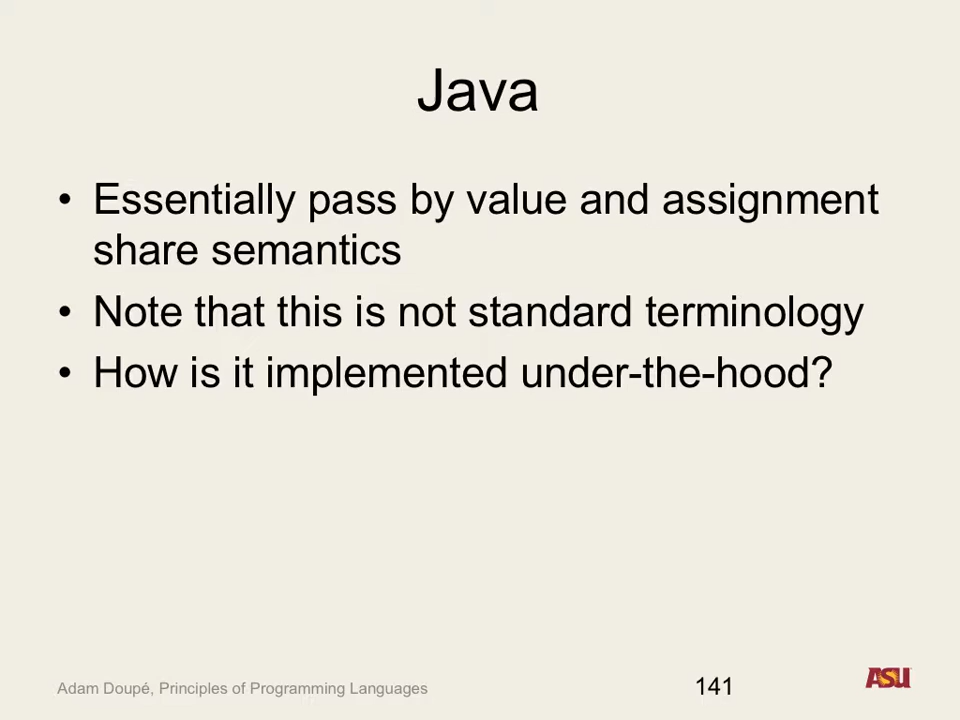 Java
• Essentially pass by value and assignment
share semantics
• Note that this is not standard terminology
• How is it implemented under-the-hood?
Adam Doupé, Principles of Programming Languages
141
ASU